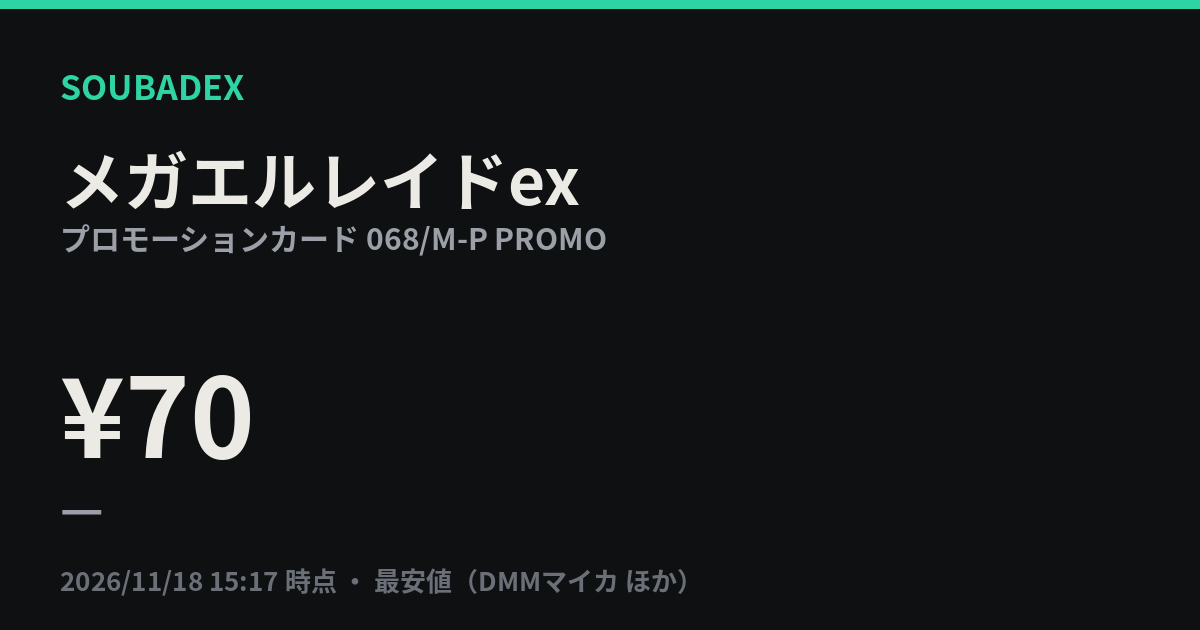 SOUBADEX
メガエルレイドex
プロモーションカード 068/M-P PROMO
¥70
—
2026/11/18 15:17 時点 ・ 最安値（DMMマイカ ほか）